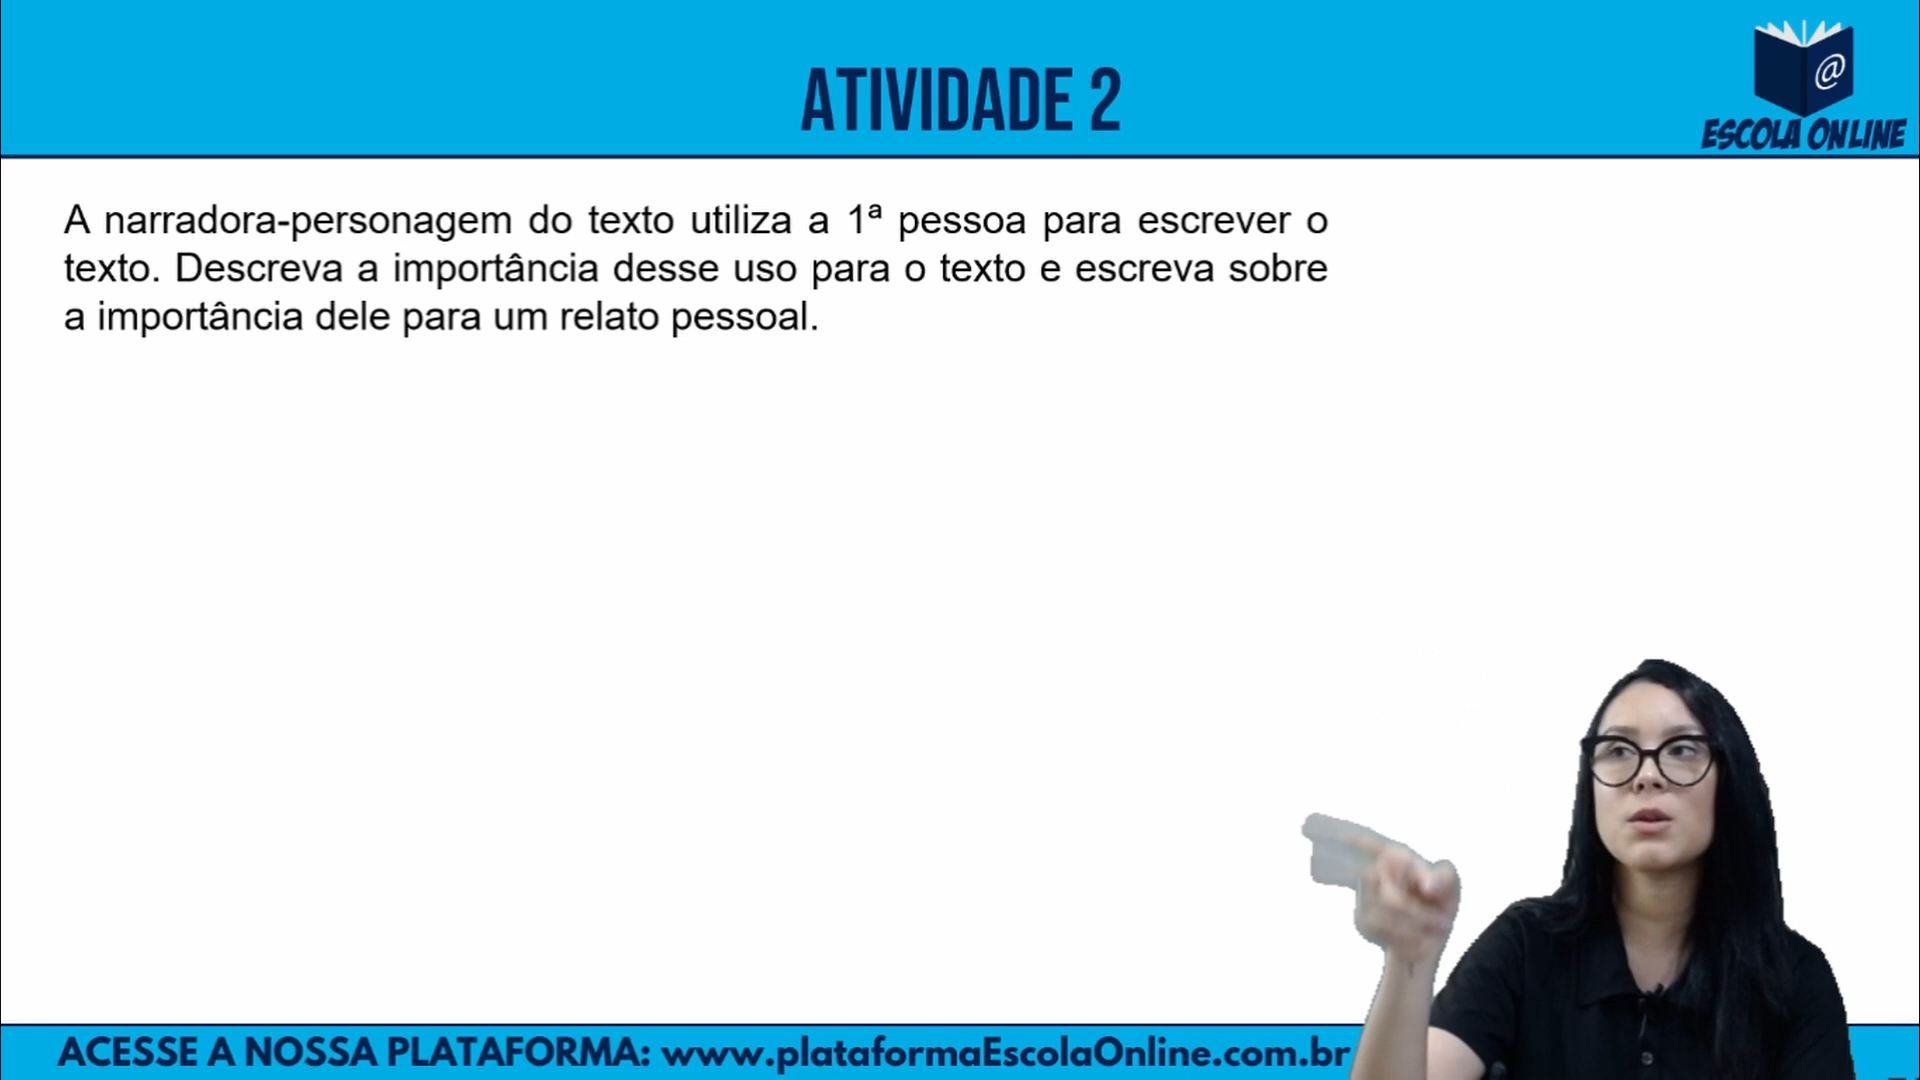 ATIVIDADE 2
@
ESCOLA ONLINE
A narradora-personagem do texto utiliza a 1ª pessoa para escrever o
texto. Descreva a importância desse uso para o texto e escreva sobre
a importância dele para um relato pessoal.
ACESSE A NOSSA PLATAFORMA: www.plataformaEscolaOnline.com.br